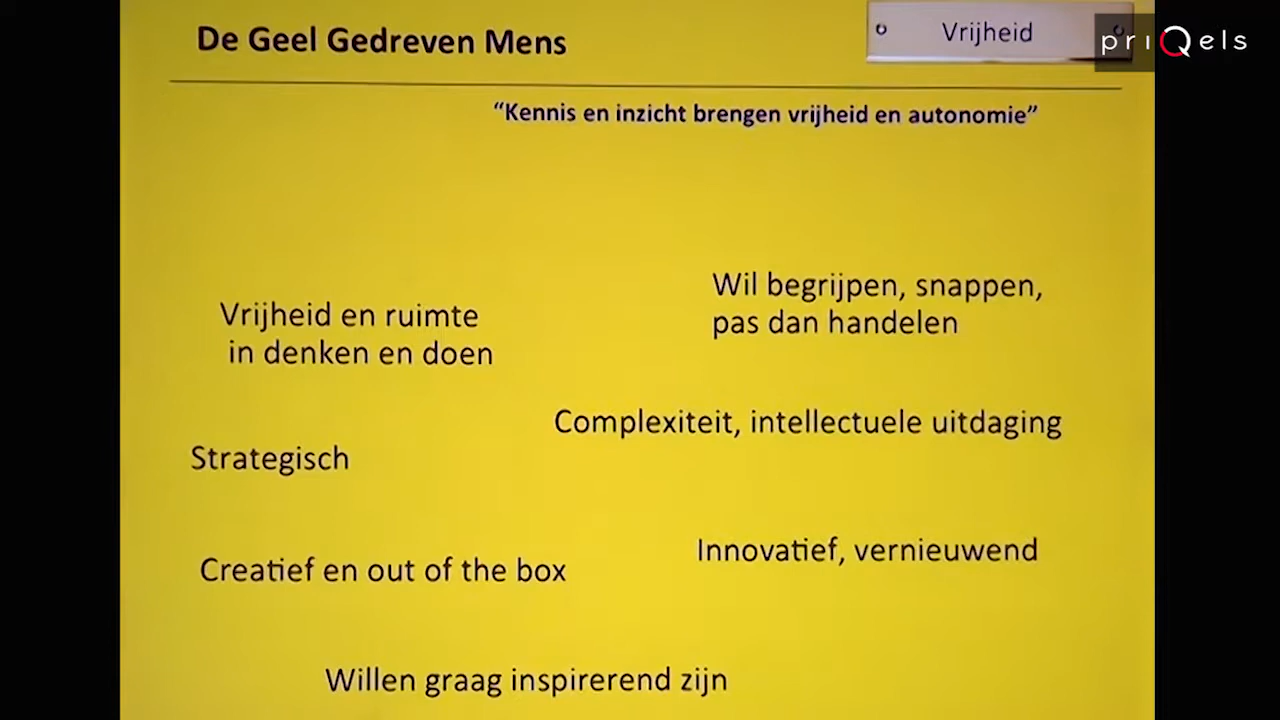 De Geel Gedreven Mens
Vrijheid
priQels
“Kennis en inzicht brengen vrijheid en autonomie”
Wil begrijpen, snappen,
pas dan handelen
Vrijheid en ruimte
in denken en doen
Complexiteit, intellectuele uitdaging
Strategisch
Innovatief, vernieuwend
Creatief en out of the box
Willen graag inspirerend zijn